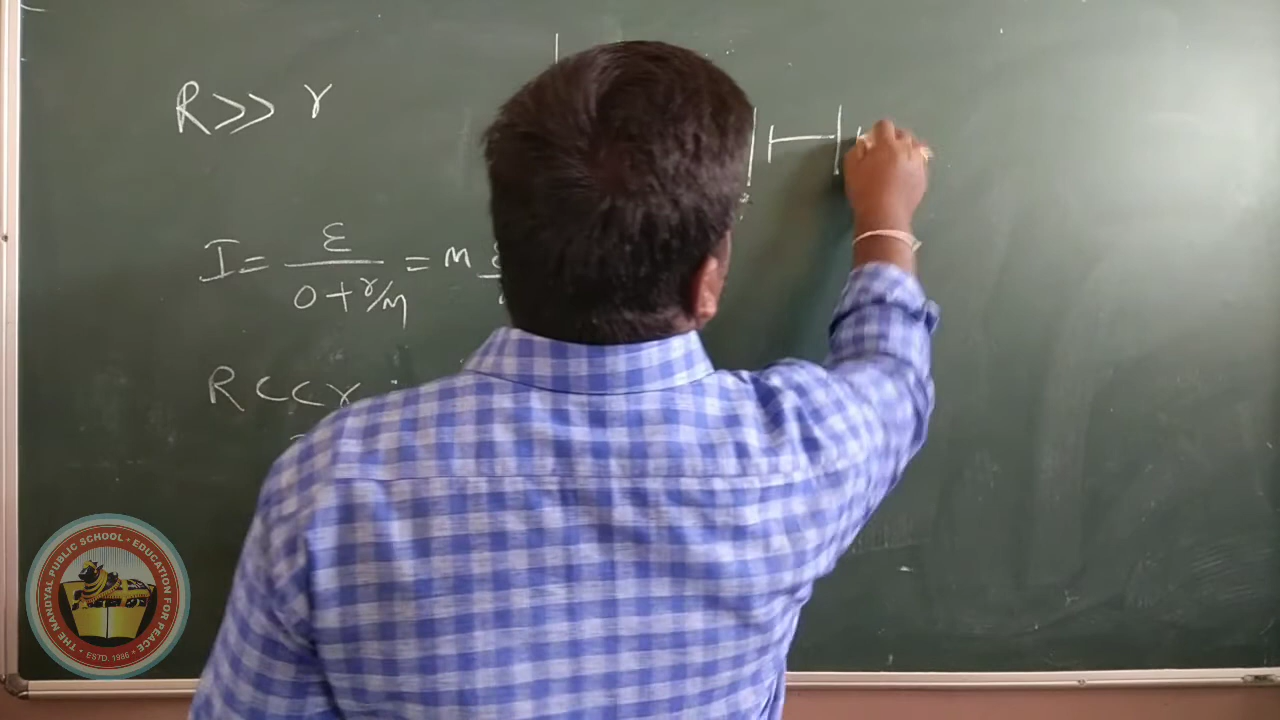 R >> r
I = ε / 0 + r/m = m
R << r
THE NANDYAL PUBLIC SCHOOL • EDUCATION FOR PEACE •
ESTD. 1986